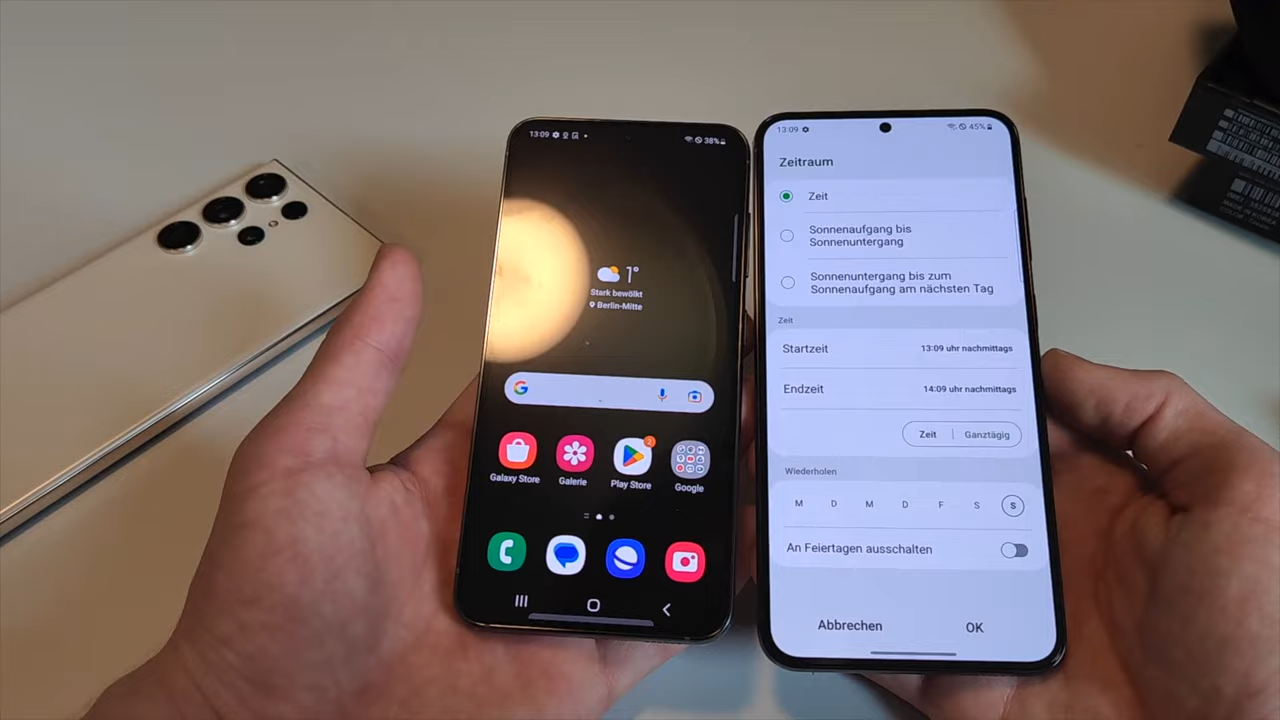 13:09
38%
1°
Stark bewölkt
Berlin-Mitte
Galaxy Store
Galerie
Play Store
2
Google
13:09
45%
Zeitraum
Zeit
Sonnenaufgang bis
Sonnenuntergang
Sonnenuntergang bis zum
Sonnenaufgang am nächsten Tag
Zeit
Startzeit 13:09 uhr nachmittags
Endzeit 14:09 uhr nachmittags
Zeit Ganztägig
Wiederholen
M D M D F S S
An Feiertagen ausschalten
Abbrechen OK